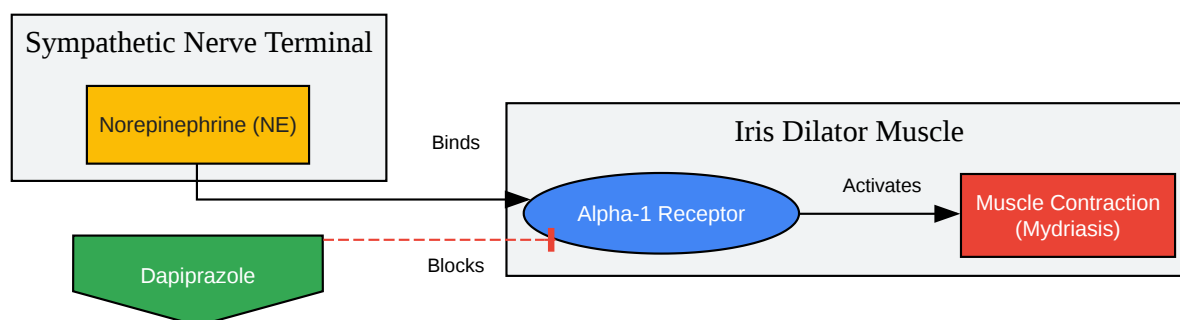 Sympathetic Nerve Terminal
Norepinephrine (NE)
Binds
Iris Dilator Muscle
Alpha-1 Receptor
Activates
Muscle Contraction
(Mydriasis)
Dapiprazole
Blocks